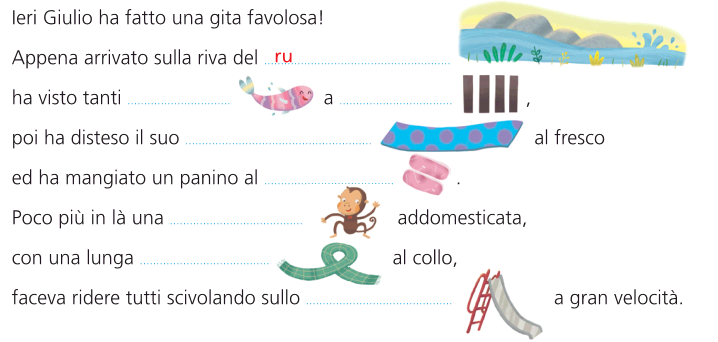 Ieri Giulio ha fatto una gita favolosa!
Appena arrivato sulla riva del ru
ha visto tanti a ,
poi ha disteso il suo al fresco
ed ha mangiato un panino al .
Poco più in là una addomesticata,
con una lunga al collo,
faceva ridere tutti scivolando sullo a gran velocità.